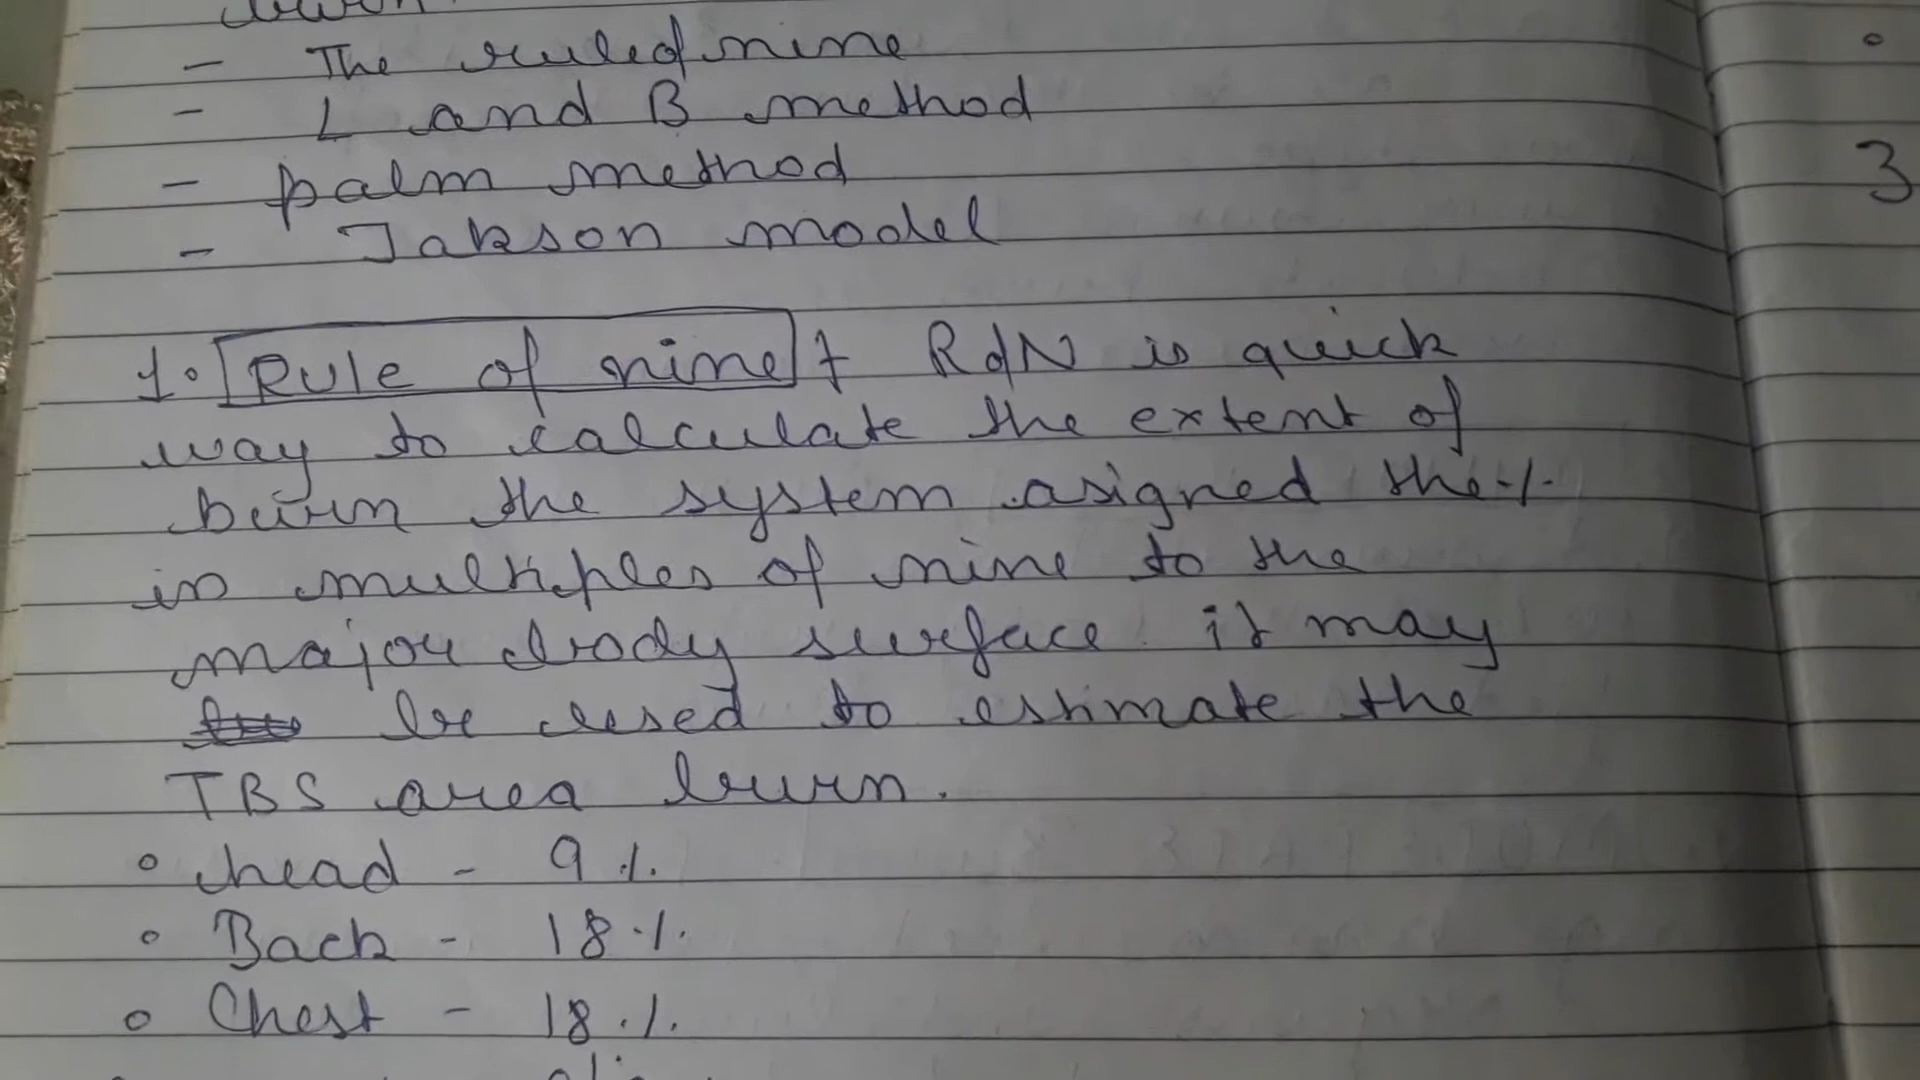 - The rule of nine
- L and B method
- palm method
- Jakson model
3
1. Rule of nine RoN is quick
way to calculate the extent of
burn the system asigned the %
in multiples of nine to the
major body surface. it may
be used to estimate the
TBS area burn.
° head - 9 %.
° Back - 18 %.
° Chest - 18 %.